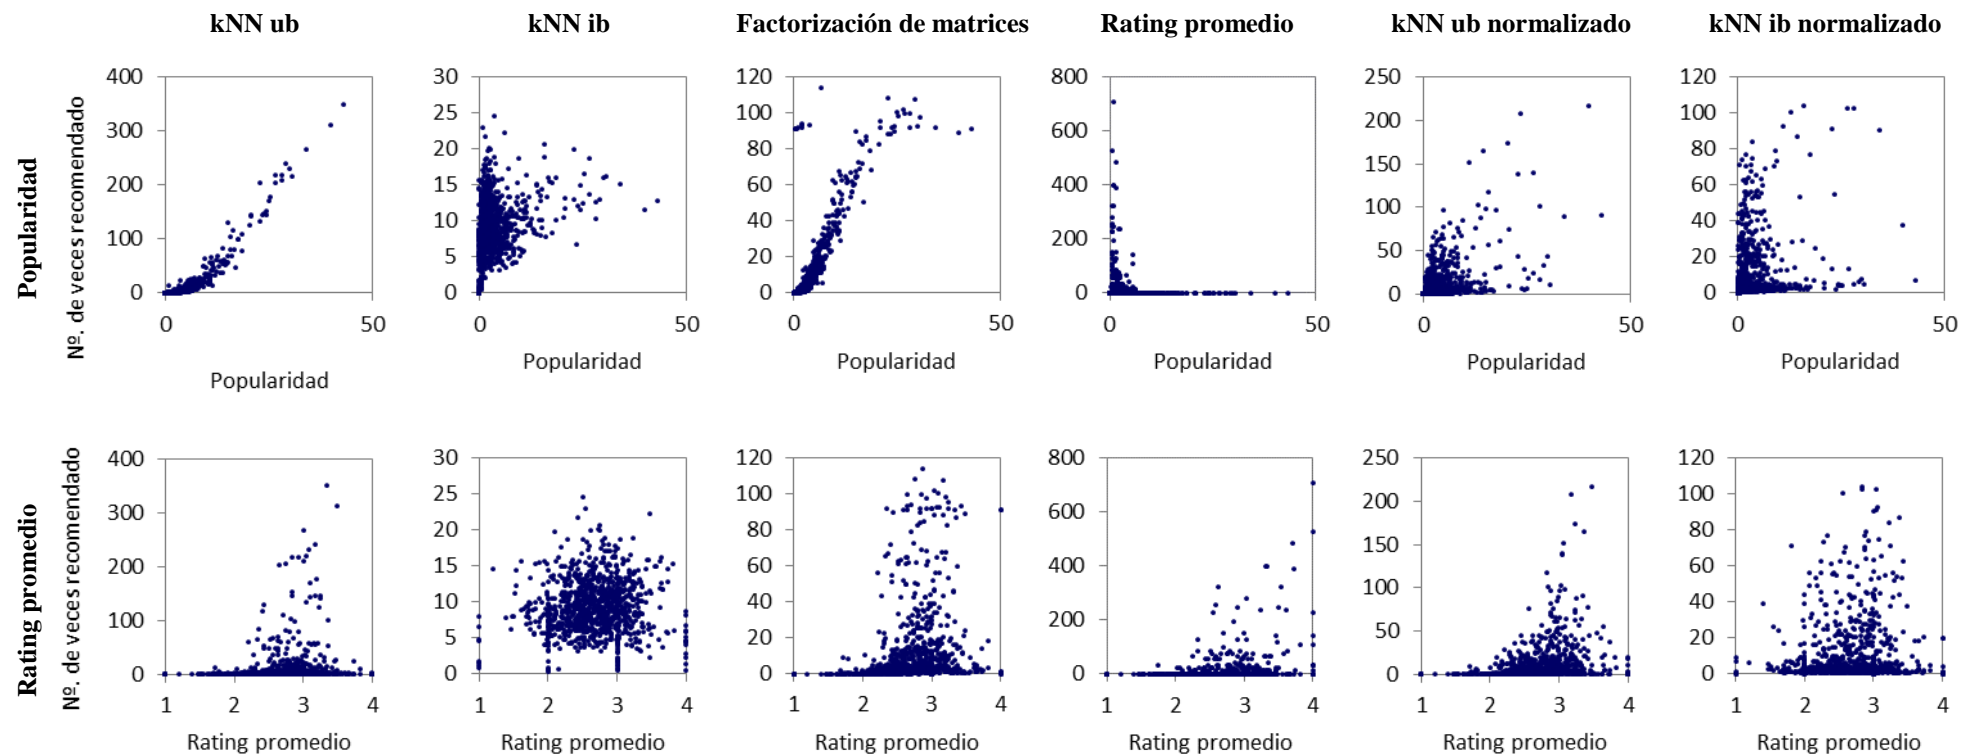 kNN ub kNN ib Factorización de matrices Rating promedio kNN ub normalizado kNN ib normalizado
Popularidad
Nº. de veces recomendado
400 30 120 800 250 120
25 100 200 100
300 20 80 600 150 80
200 15 60 400 60
10 40 100 40
100 5 20 200 50 20
0 0 0 0 0 0
0 50 0 50 0 50 0 50 0 50 0 50
Popularidad Popularidad Popularidad Popularidad Popularidad Popularidad
Rating promedio
Nº. de veces recomendado
400 30 120 800 250 120
25 100 200 100
300 20 80 600 150 80
200 15 60 400 60
10 40 100 40
100 5 20 200 50 20
0 0 0 0 0 0
1 2 3 4 1 2 3 4 1 2 3 4 1 2 3 4 1 2 3 4 1 2 3 4
Rating promedio Rating promedio Rating promedio Rating promedio Rating promedio Rating promedio